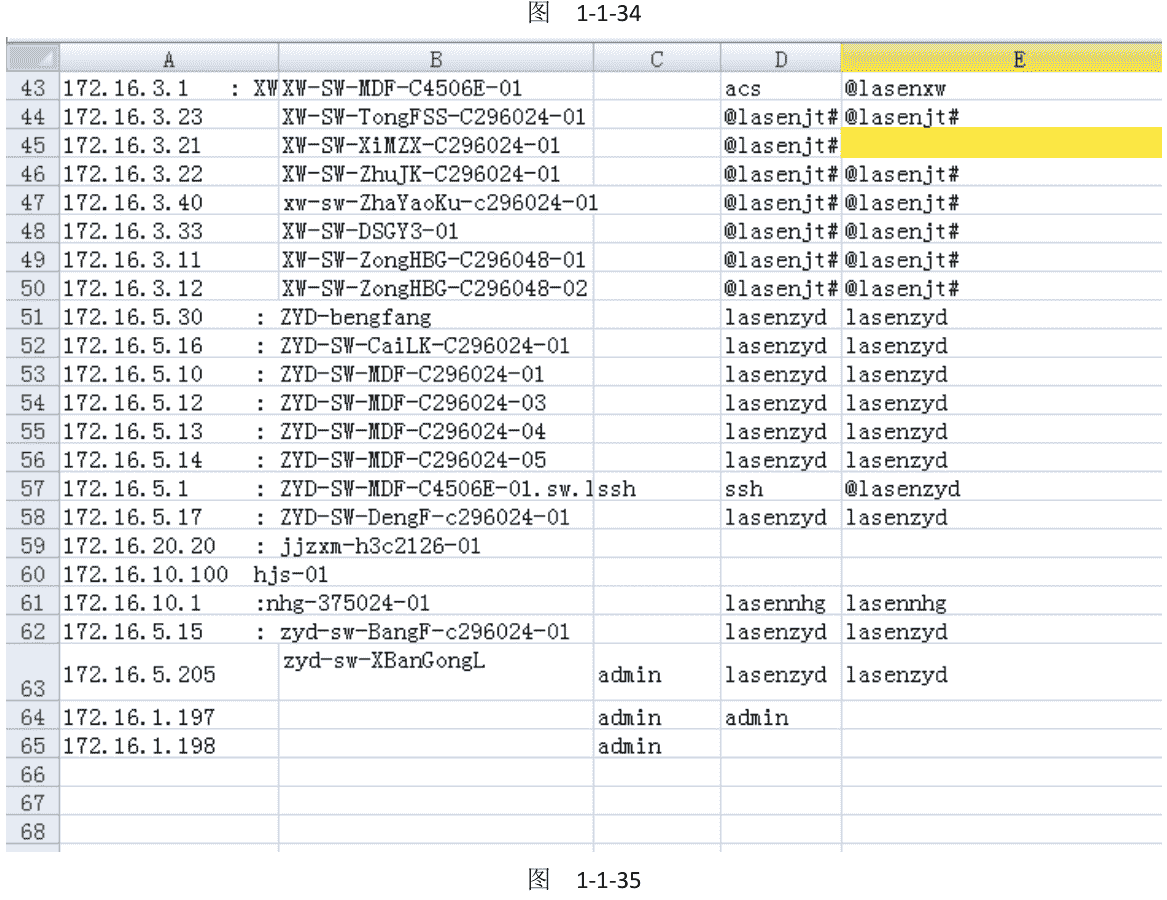 图 1-1-34
A B C D E
43 172.16.3.1 : XW XW-SW-MDF-C4506E-01 acs @lasenxw
44 172.16.3.23 XW-SW-TongFSS-C296024-01 @lasenjt# @lasenjt#
45 172.16.3.21 XW-SW-XiMZX-C296024-01 @lasenjt#
46 172.16.3.22 XW-SW-ZhuJK-C296024-01 @lasenjt# @lasenjt#
47 172.16.3.40 xw-sw-ZhaYaoKu-c296024-01 @lasenjt# @lasenjt#
48 172.16.3.33 XW-SW-DSGY3-01 @lasenjt# @lasenjt#
49 172.16.3.11 XW-SW-ZongHBG-C296048-01 @lasenjt# @lasenjt#
50 172.16.3.12 XW-SW-ZongHBG-C296048-02 @lasenjt# @lasenjt#
51 172.16.5.30 : ZYD-bengfang lasenzyd lasenzyd
52 172.16.5.16 : ZYD-SW-CaiLK-C296024-01 lasenzyd lasenzyd
53 172.16.5.10 : ZYD-SW-MDF-C296024-01 lasenzyd lasenzyd
54 172.16.5.12 : ZYD-SW-MDF-C296024-03 lasenzyd lasenzyd
55 172.16.5.13 : ZYD-SW-MDF-C296024-04 lasenzyd lasenzyd
56 172.16.5.14 : ZYD-SW-MDF-C296024-05 lasenzyd lasenzyd
57 172.16.5.1 : ZYD-SW-MDF-C4506E-01.sw.l ssh ssh @lasenzyd
58 172.16.5.17 : ZYD-SW-DengF-c296024-01 lasenzyd lasenzyd
59 172.16.20.20 : jjzxm-h3c2126-01
60 172.16.10.100 hjs-01
61 172.16.10.1 :nhg-375024-01 lasennhg lasennhg
62 172.16.5.15 : zyd-sw-BangF-c296024-01 lasenzyd lasenzyd
63 172.16.5.205 zyd-sw-XBanGongL admin lasenzyd lasenzyd
64 172.16.1.197 admin admin
65 172.16.1.198 admin
66
67
68
图 1-1-35